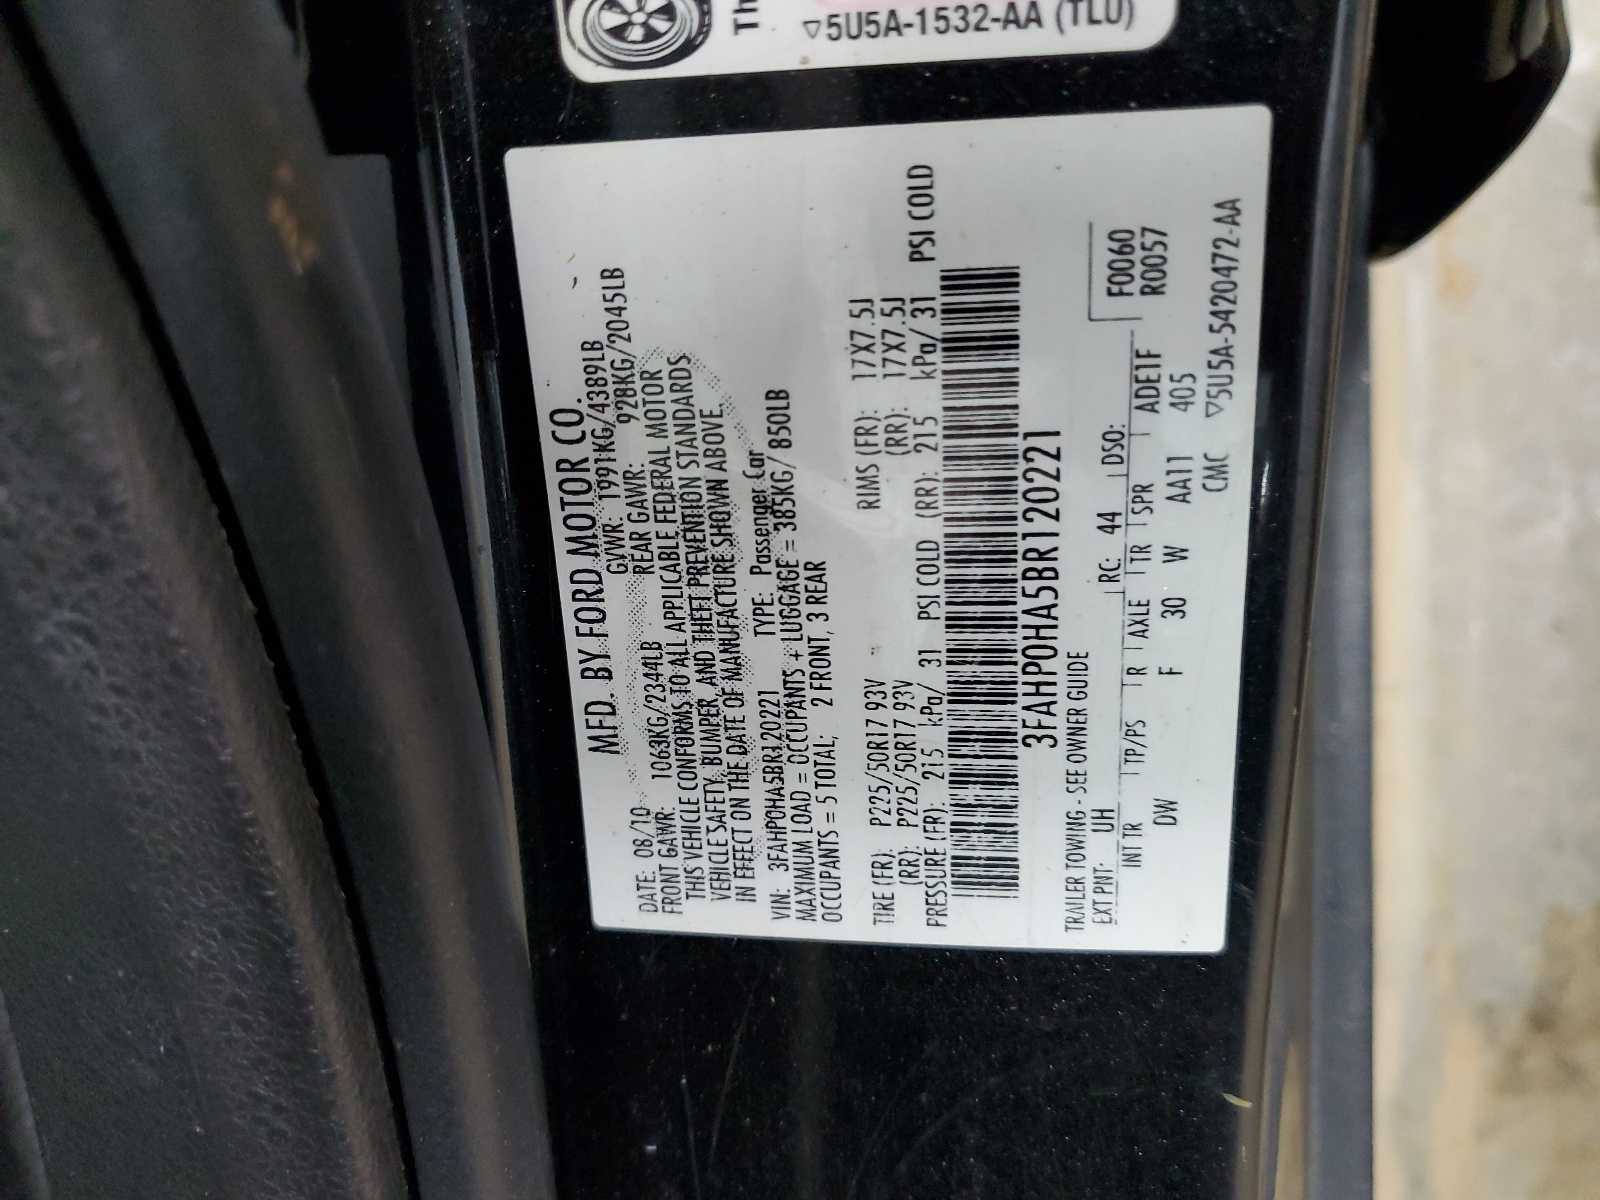 Th
▽5U5A-1532-AA (TLU)
MFD. BY FORD MOTOR CO.
DATE: 08/10 GVWR: 1991KG/4389LB
FRONT GAWR: 1063KG/2344LB REAR GAWR: 928KG/2045LB
THIS VEHICLE CONFORMS TO ALL APPLICABLE FEDERAL MOTOR
VEHICLE SAFETY, BUMPER, AND THEFT PREVENTION STANDARDS
IN EFFECT ON THE DATE OF MANUFACTURE SHOWN ABOVE.
VIN: 3FAHP0HA5BR120221 TYPE: Passenger Car
MAXIMUM LOAD = OCCUPANTS + LUGGAGE = 385KG/ 850LB
OCCUPANTS = 5 TOTAL, 2 FRONT, 3 REAR
TIRE (FR): P225/50R17 93V RIMS (FR): 17X7.5J
(RR): P225/50R17 93V (RR): 17X7.5J
PRESSURE (FR): 215 kPa/ 31 PSI COLD (RR): 215 kPa/ 31 PSI COLD
3FAHP0HA5BR120221
TRAILER TOWING - SEE OWNER GUIDE
EXT PNT: UH RC: 44 DSO: F0060
R0057
INT TR TP/PS R AXLE TR SPR ADE1F
DW F 30 W AA11 405
CMC ▽5U5A-5420472-AA